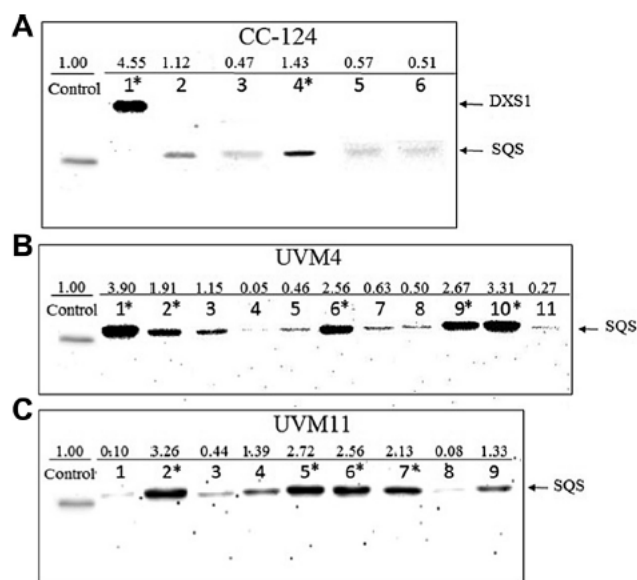 A
CC-124
1.00 4.55 1.12 0.47 1.43 0.57 0.51
Control 1* 2 3 4* 5 6
DXS1
SQS
B
UVM4
1.00 3.90 1.91 1.15 0.05 0.46 2.56 0.63 0.50 2.67 3.31 0.27
Control 1* 2* 3 4 5 6* 7 8 9* 10* 11
SQS
C
UVM11
1.00 0.10 3.26 0.44 1.39 2.72 2.56 2.13 0.08 1.33
Control 1 2* 3 4 5* 6* 7* 8 9
SQS